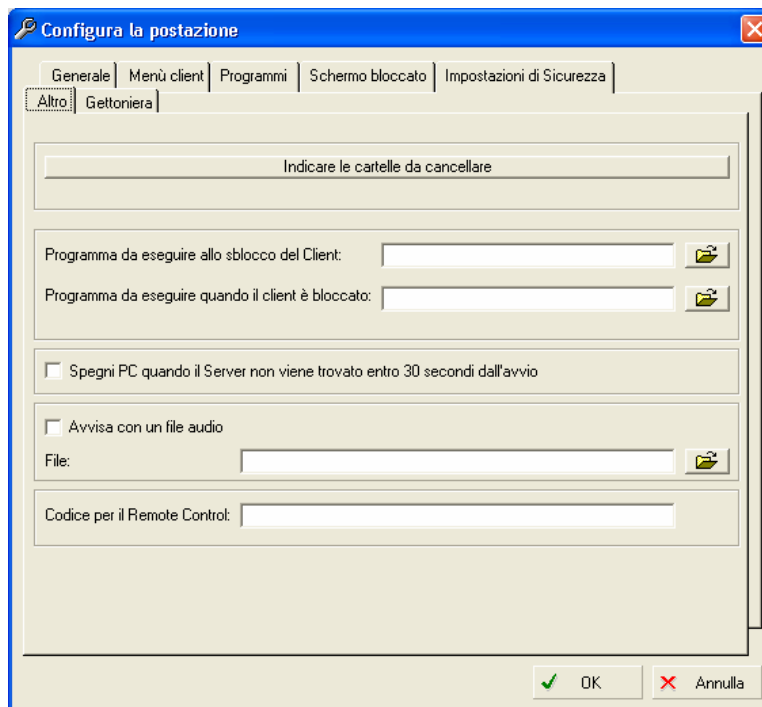 Configura la postazione
Generale Menù client Programmi Schermo bloccato Impostazioni di Sicurezza
Altro Gettoniera
Indicare le cartelle da cancellare
Programma da eseguire allo sblocco del Client:
Programma da eseguire quando il client è bloccato:
Spegni PC quando il Server non viene trovato entro 30 secondi dall'avvio
Avvisa con un file audio
File:
Codice per il Remote Control:
OK Annulla